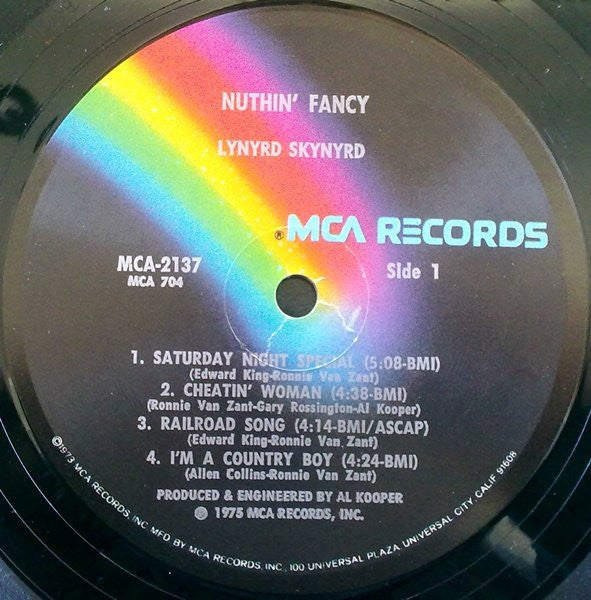 NUTHIN' FANCY
LYNYRD SKYNYRD
®MCA RECORDS
MCA-2137
MCA 704
Side 1
1. SATURDAY NIGHT SPECIAL (5:08-BMI)
(Edward King-Ronnie Van Zant)
2. CHEATIN' WOMAN (4:38-BMI)
(Ronnie Van Zant-Gary Rossington-Al Kooper)
3. RAILROAD SONG (4:14-BMI/ASCAP)
(Edward King-Ronnie Van Zant)
4. I'M A COUNTRY BOY (4:24-BMI)
(Allen Collins-Ronnie Van Zant)
PRODUCED & ENGINEERED BY AL KOOPER
℗ 1975 MCA RECORDS, INC.
©1973 MCA RECORDS, INC. MFD BY MCA RECORDS, INC., 100 UNIVERSAL PLAZA, UNIVERSAL CITY, CALIF. 91608